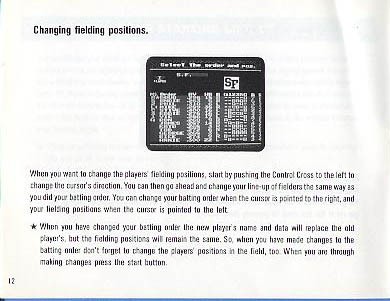 Changing fielding positions.
Select the order and pos.
S.F.
SF
When you want to change the players' fielding positions, start by pushing the Control Cross to the left to
change the cursor's direction. You can then go ahead and change your line-up of fielders the same way as
you did your batting order. You can change your batting order when the cursor is pointed to the right, and
your fielding positions when the cursor is pointed to the left.
★ When you have changed your batting order the new player's name and data will replace the old
player's, but the fielding positions will remain the same. So, when you have made changes to the
batting order don't forget to change the players' positions in the field, too. When you are through
making changes press the start button.
12